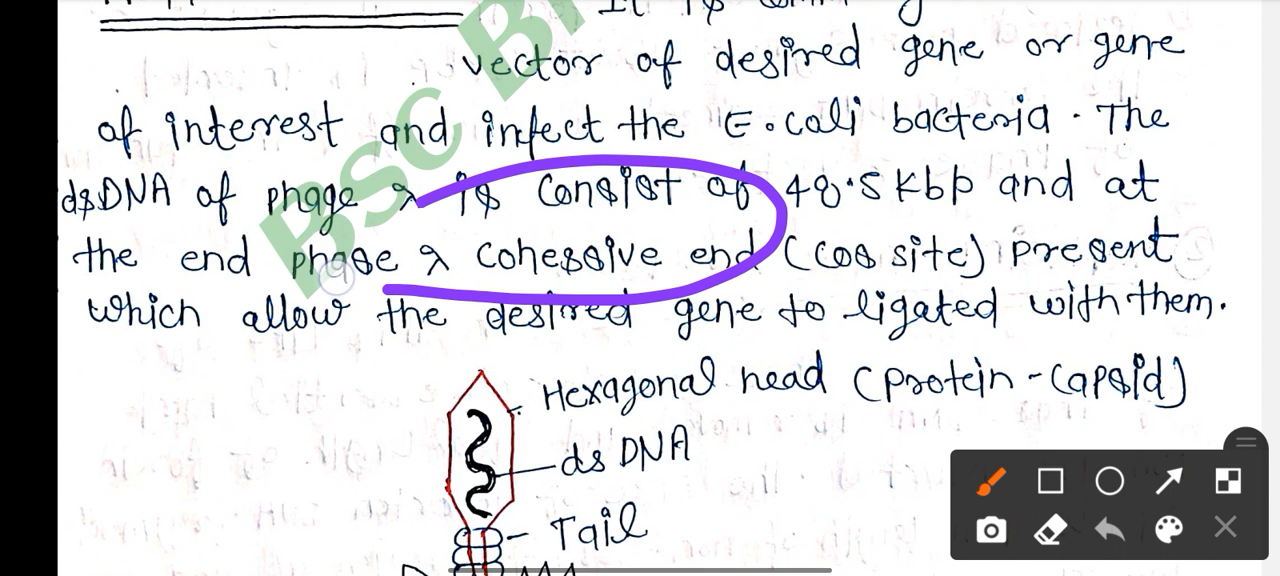 vector of desired gene or gene
of interest and infect the E.coli bacteria. The
dsDNA of phage λ is consist of 48.5 Kbp and at
the end phage λ cohessive end (cos site) present
which allow the desired gene to ligated with them.
Hexagonal head (protein-capsid)
ds DNA
Tail
BSC